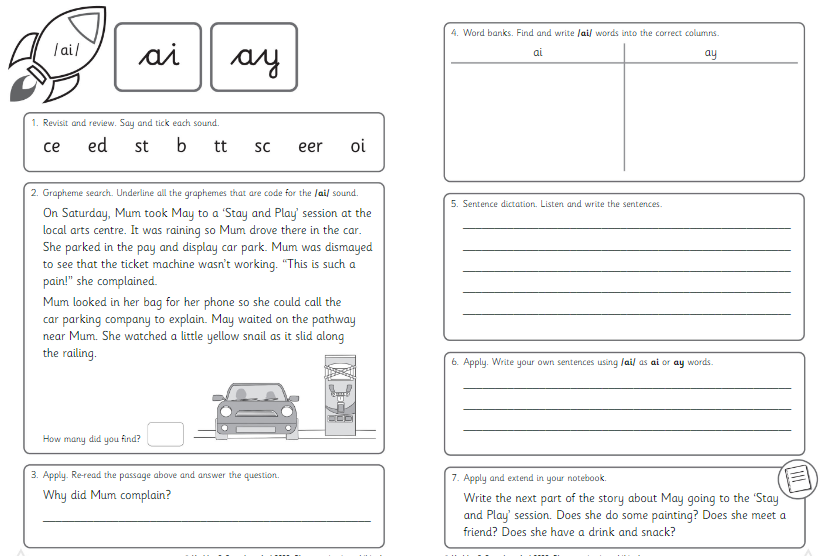 /ai/
ai
ay
1. Revisit and review. Say and tick each sound.
ce ed st b tt sc eer oi
2. Grapheme search. Underline all the graphemes that are code for the /ai/ sound.
On Saturday, Mum took May to a ‘Stay and Play’ session at the
local arts centre. It was raining so Mum drove there in the car.
She parked in the pay and display car park. Mum was dismayed
to see that the ticket machine wasn’t working. “This is such a
pain!” she complained.
Mum looked in her bag for her phone so she could call the
car parking company to explain. May waited on the pathway
near Mum. She watched a little yellow snail as it slid along
the railing.
How many did you find?
3. Apply. Re-read the passage above and answer the question.
Why did Mum complain?
4. Word banks. Find and write /ai/ words into the correct columns.
ai ay
5. Sentence dictation. Listen and write the sentences.
6. Apply. Write your own sentences using /ai/ as ai or ay words.
7. Apply and extend in your notebook.
Write the next part of the story about May going to the ‘Stay
and Play’ session. Does she do some painting? Does she meet a
friend? Does she have a drink and snack?